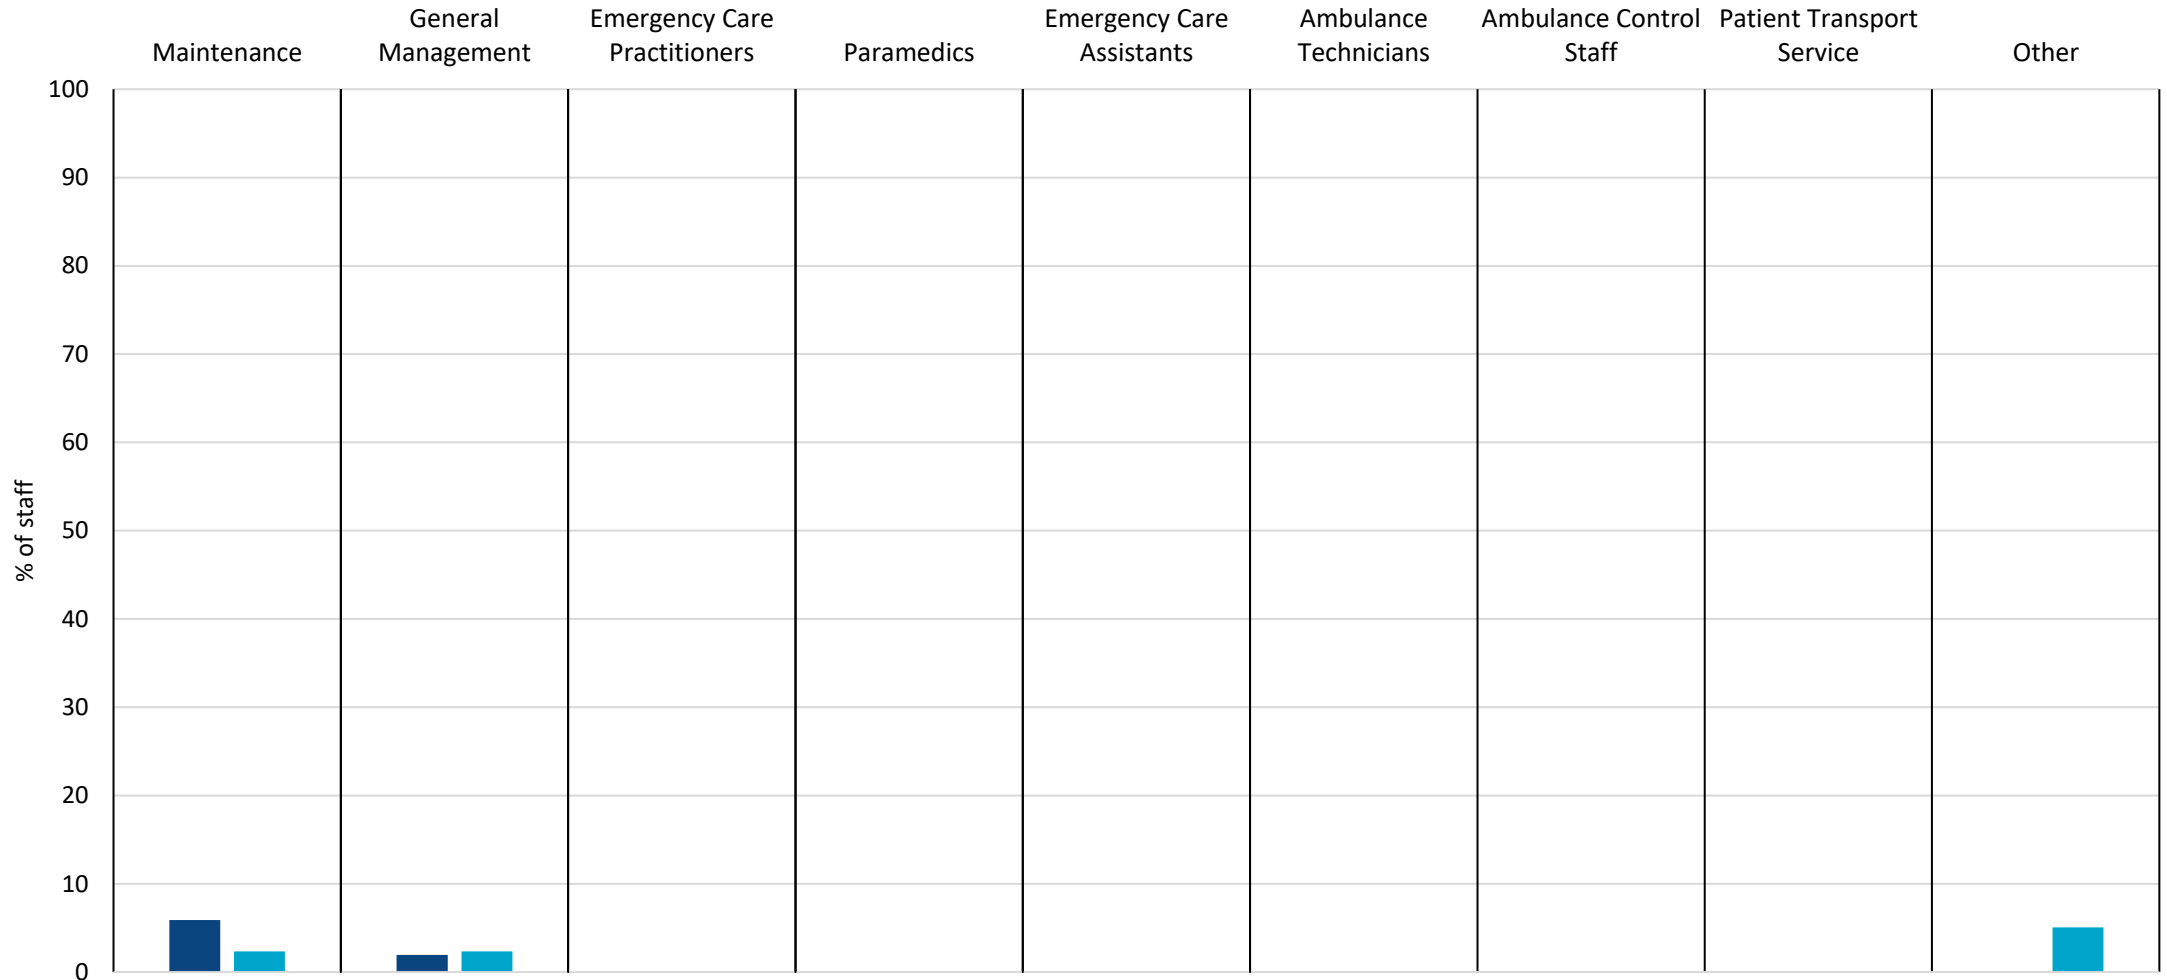 Maintenance
General
Management
Emergency Care
Practitioners
Paramedics
Emergency Care
Assistants
Ambulance
Technicians
Ambulance Control
Staff
Patient Transport
Service
Other
% of staff
100
90
80
70
60
50
40
30
20
10
0